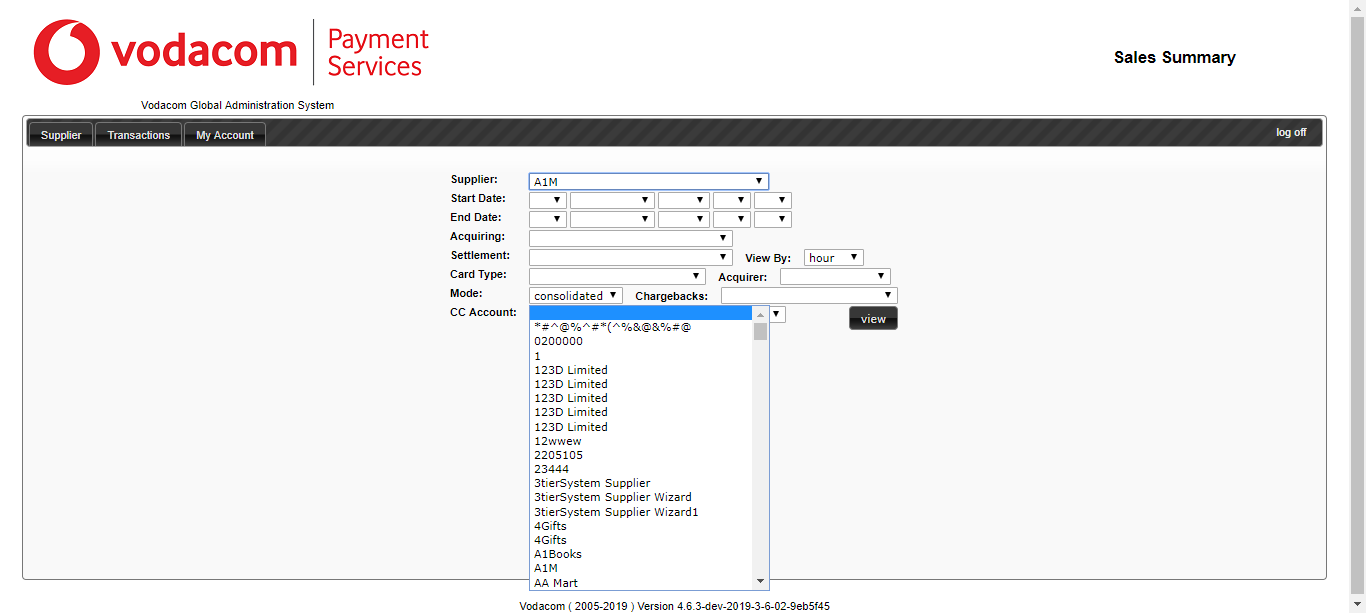 vodacom
Payment
Services
Sales Summary
Vodacom Global Administration System
Supplier Transactions My Account log off
Supplier: A1M
Start Date:
End Date:
Acquiring:
Settlement: View By: hour
Card Type: Acquirer:
Mode: consolidated Chargebacks:
CC Account: view
*#^@%^#*(^%&@&%#@
0200000
1
123D Limited
123D Limited
123D Limited
123D Limited
123D Limited
12wwew
2205105
23444
3tierSystem Supplier
3tierSystem Supplier Wizard
3tierSystem Supplier Wizard1
4Gifts
4Gifts
A1Books
A1M
AA Mart
Vodacom ( 2005-2019 ) Version 4.6.3-dev-2019-3-6-02-9eb5f45